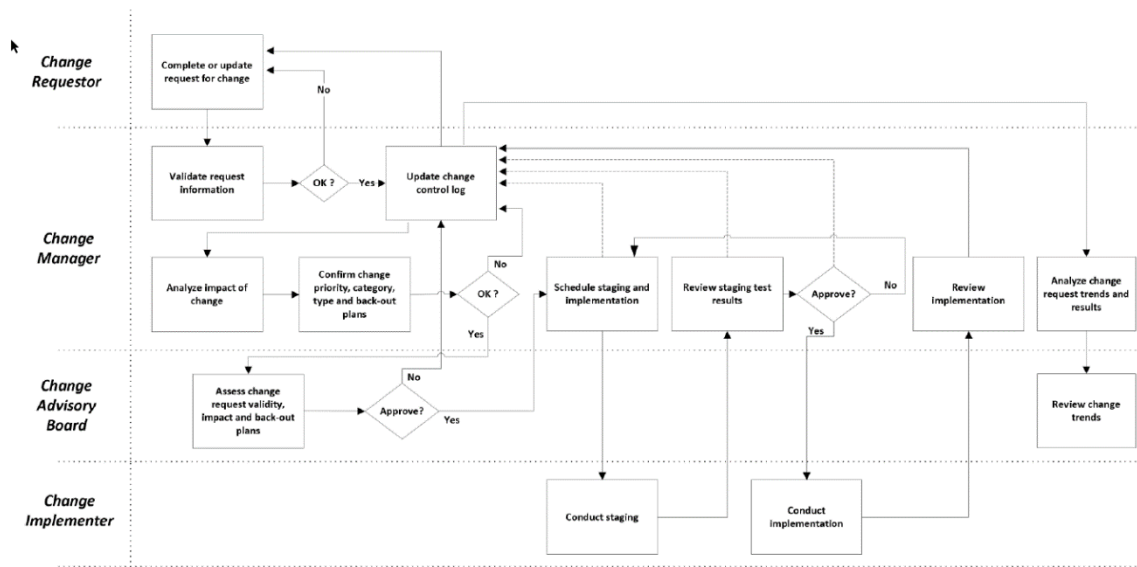 Change
Requestor
Complete or update
request for change
No
Change
Manager
Validate request
information
OK ?
Yes
Update change
control log
Analyze impact of
change
Confirm change
priority, category,
type and back-out
plans
OK ?
No
Yes
Schedule staging and
implementation
Review staging test
results
Approve?
No
Yes
Review
implementation
Analyze change
request trends and
results
Change
Advisory
Board
Assess change
request validity,
impact and back-out
plans
Approve?
No
Yes
Review change
trends
Change
Implementer
Conduct staging
Conduct
implementation